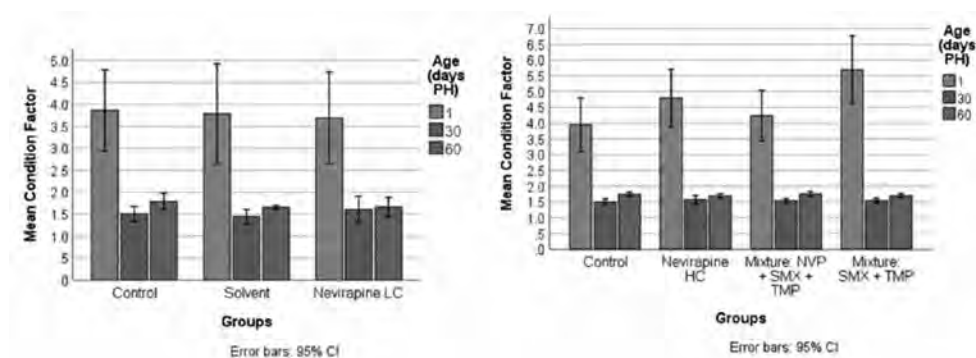 Mean Condition Factor
5.0
4.5
4.0
3.5
3.0
2.5
2.0
1.5
1.0
.5
.0
Control
Solvent
Nevirapine LC
Groups
Error bars: 95% CI
Age
(days
PH)
1
30
60
Mean Condition Factor
7.0
6.5
6.0
5.5
5.0
4.5
4.0
3.5
3.0
2.5
2.0
1.5
1.0
.5
.0
Control
Nevirapine
HC
Mixture: NVP
+ SMX +
TMP
Mixture:
SMX + TMP
Groups
Error bars: 95% CI
Age
(days
PH)
1
30
60